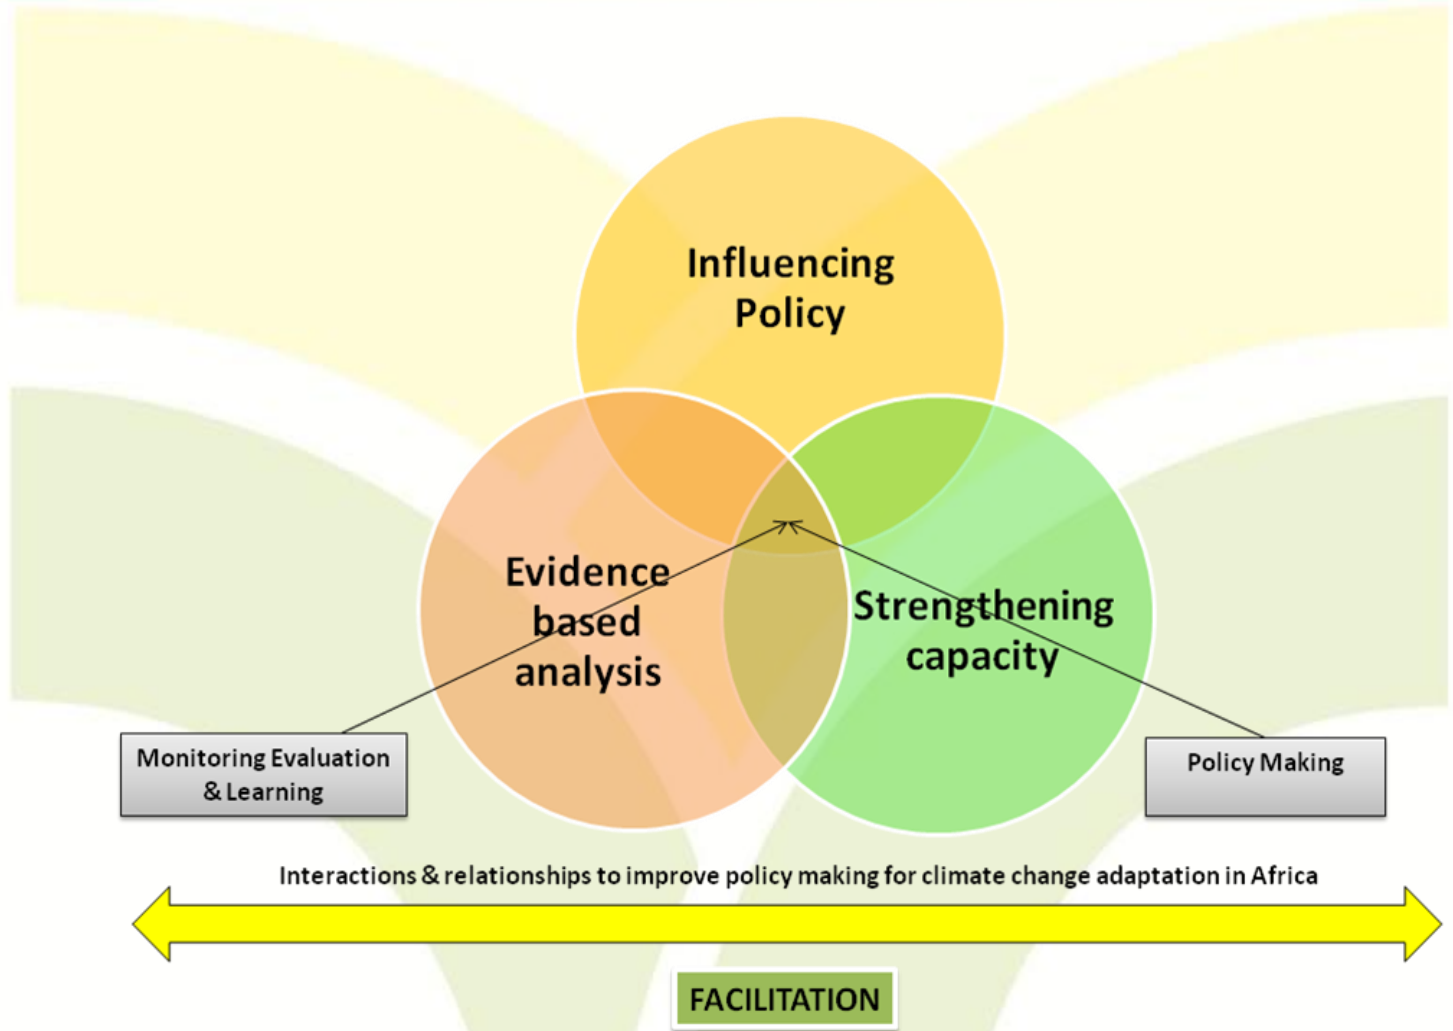 Influencing
Policy
Evidence
based
analysis
Strengthening
capacity
Monitoring Evaluation
& Learning
Policy Making
Interactions & relationships to improve policy making for climate change adaptation in Africa
FACILITATION